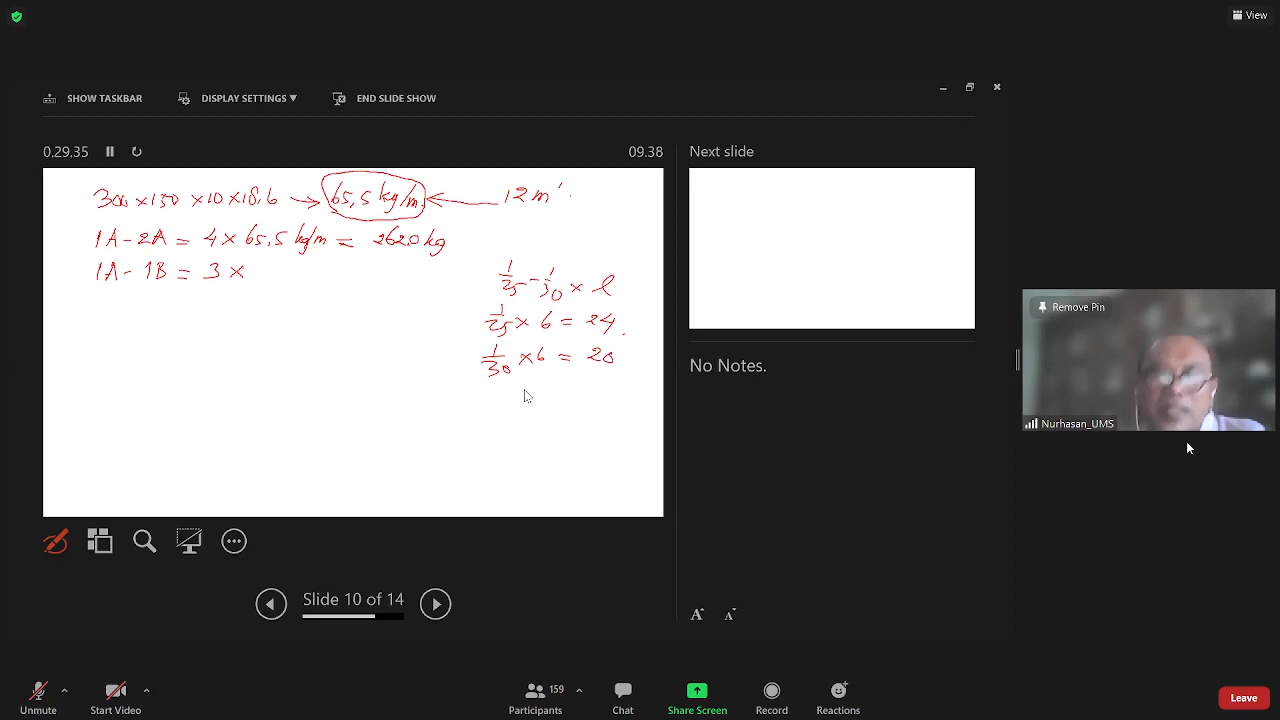 View
SHOW TASKBAR
DISPLAY SETTINGS ▼
END SLIDE SHOW
0.29.35
09.38
Next slide
300 × 150 × 10 × 18.6 → 65,5 kg/m. ← 12 m'
1A - 2A = 4 × 65.5 kg/m = 262.0 kg
1A - 1B = 3 ×
1/25 - 1/30 × l
1/25 × 6 = 24.
1/30 × 6 = 20
Remove Pin
No Notes.
Nurhasan_UMS
Slide 10 of 14
A A
Unmute
Start Video
159
Participants
Chat
Share Screen
Record
Reactions
Leave